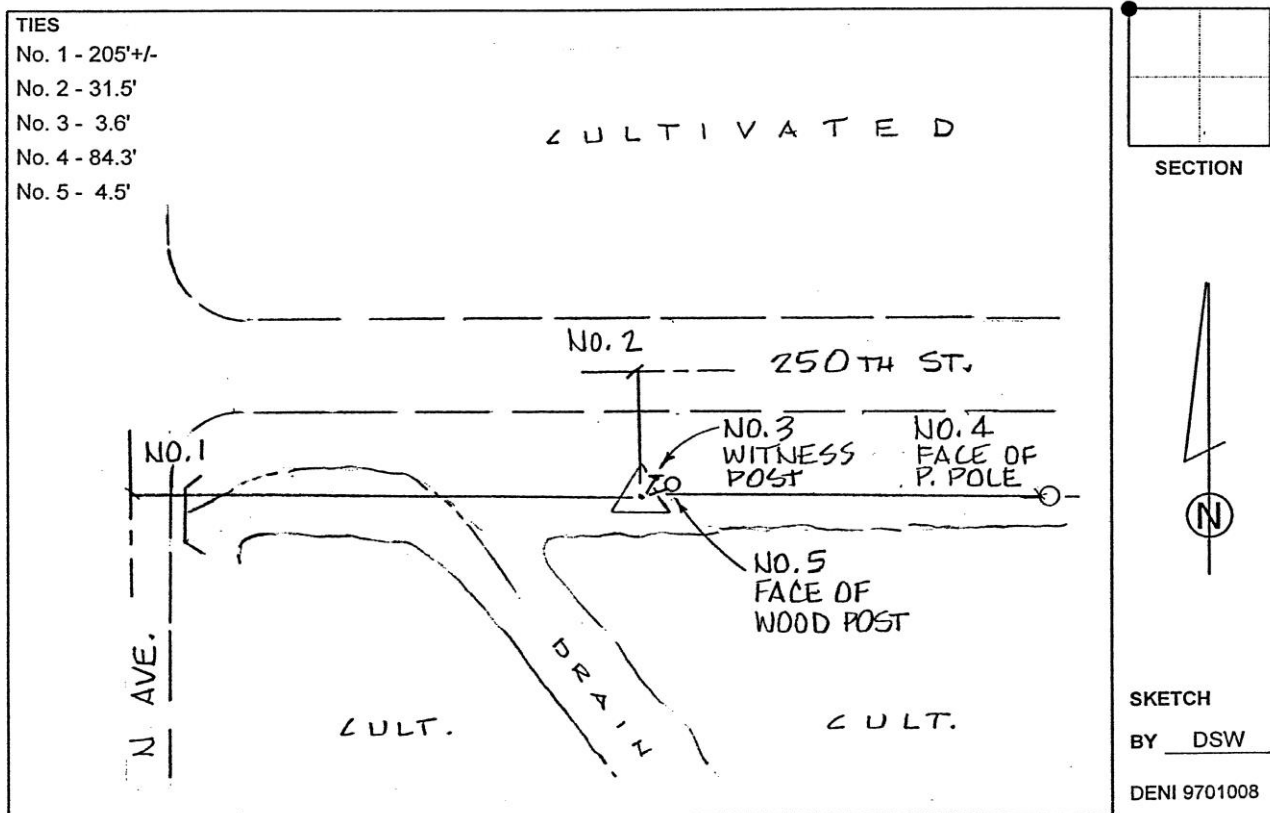 TIES
No. 1 - 205'+/-
No. 2 - 31.5'
No. 3 - 3.6'
No. 4 - 84.3'
No. 5 - 4.5'
CULTIVATED
SECTION
NO. 2
250TH ST.
NO. 1
NO. 3
WITNESS
POST
NO. 4
FACE OF
P. POLE
N
NO. 5
FACE OF
WOOD POST
N AVE.
DRAIN
CULT.
CULT.
SKETCH
BY DSW
DENI 9701008